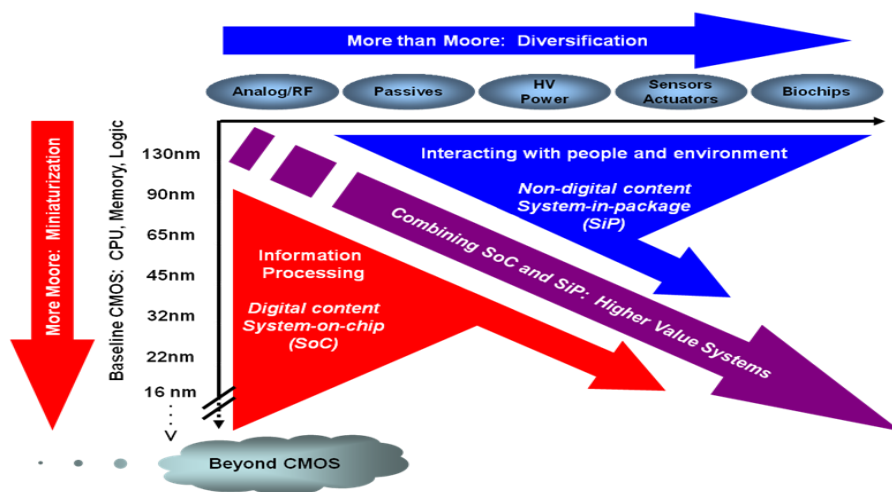 More than Moore: Diversification
Analog/RF
Passives
HV
Power
Sensors
Actuators
Biochips
More Moore: Miniaturization
Baseline CMOS: CPU, Memory, Logic
130nm
90nm
65nm
45nm
32nm
22nm
16 nm
Interacting with people and environment
Non-digital content
System-in-package
(SiP)
Combining SoC and SiP: Higher Value Systems
Information
Processing
Digital content
System-on-chip
(SoC)
Beyond CMOS